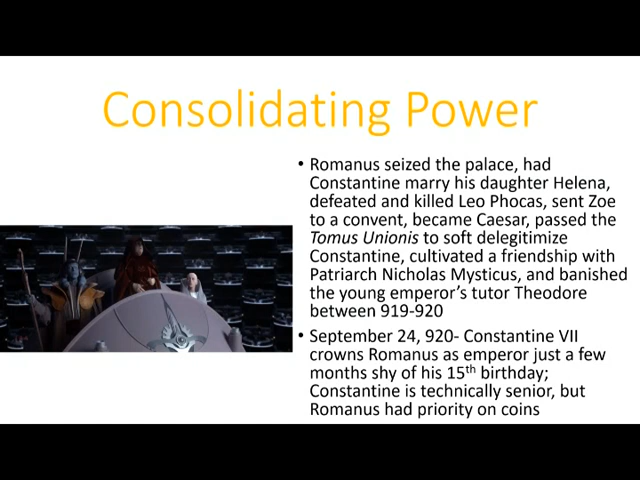 Consolidating Power
• Romanus seized the palace, had
Constantine marry his daughter Helena,
defeated and killed Leo Phocas, sent Zoe
to a convent, became Caesar, passed the
Tomus Unionis to soft delegitimize
Constantine, cultivated a friendship with
Patriarch Nicholas Mysticus, and banished
the young emperor's tutor Theodore
between 919-920
• September 24, 920- Constantine VII
crowns Romanus as emperor just a few
months shy of his 15th birthday;
Constantine is technically senior, but
Romanus had priority on coins